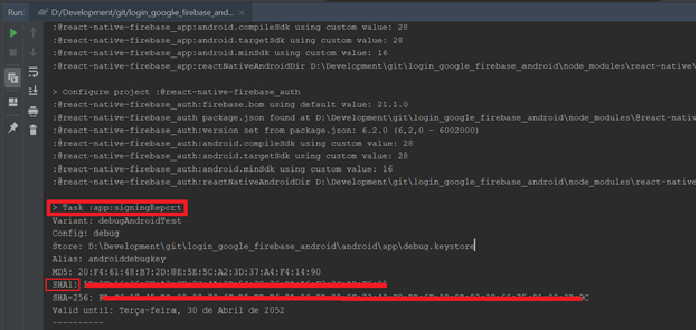 Run: D:/Development/git/login_google_firebase_and...
:@react-native-firebase_app:android.compileSdk using custom value: 28
:@react-native-firebase_app:android.targetSdk using custom value: 28
:@react-native-firebase_app:android.minSdk using custom value: 16
:@react-native-firebase_app:reactNativeAndroidDir D:\Development\git\login_google_firebase_android\node_modules\react-native\
> Configure project :@react-native-firebase_auth
:@react-native-firebase_auth:firebase.bom using default value: 21.1.0
:@react-native-firebase_auth package.json found at D:\Development\git\login_google_firebase_android\node_modules\@react-native
:@react-native-firebase_auth:version set from package.json: 6.2.0 (6,2,0 - 6002000)
:@react-native-firebase_auth:android.compileSdk using custom value: 28
:@react-native-firebase_auth:android.targetSdk using custom value: 28
:@react-native-firebase_auth:android.minSdk using custom value: 16
:@react-native-firebase_auth:reactNativeAndroidDir D:\Development\git\login_google_firebase_android\node_modules\react-native
> Task :app:signingReport
Variant: debugAndroidTest
Config: debug
Store: D:\Development\git\login_google_firebase_android\android\app\debug.keystore
Alias: androiddebugkey
MD5: 20:F4:61:48:B7:2D:8E:5E:5C:A2:3D:37:A4:F4:14:90
SHA1:
SHA-256:
Valid until: Terça-feira, 30 de Abril de 2052
----------